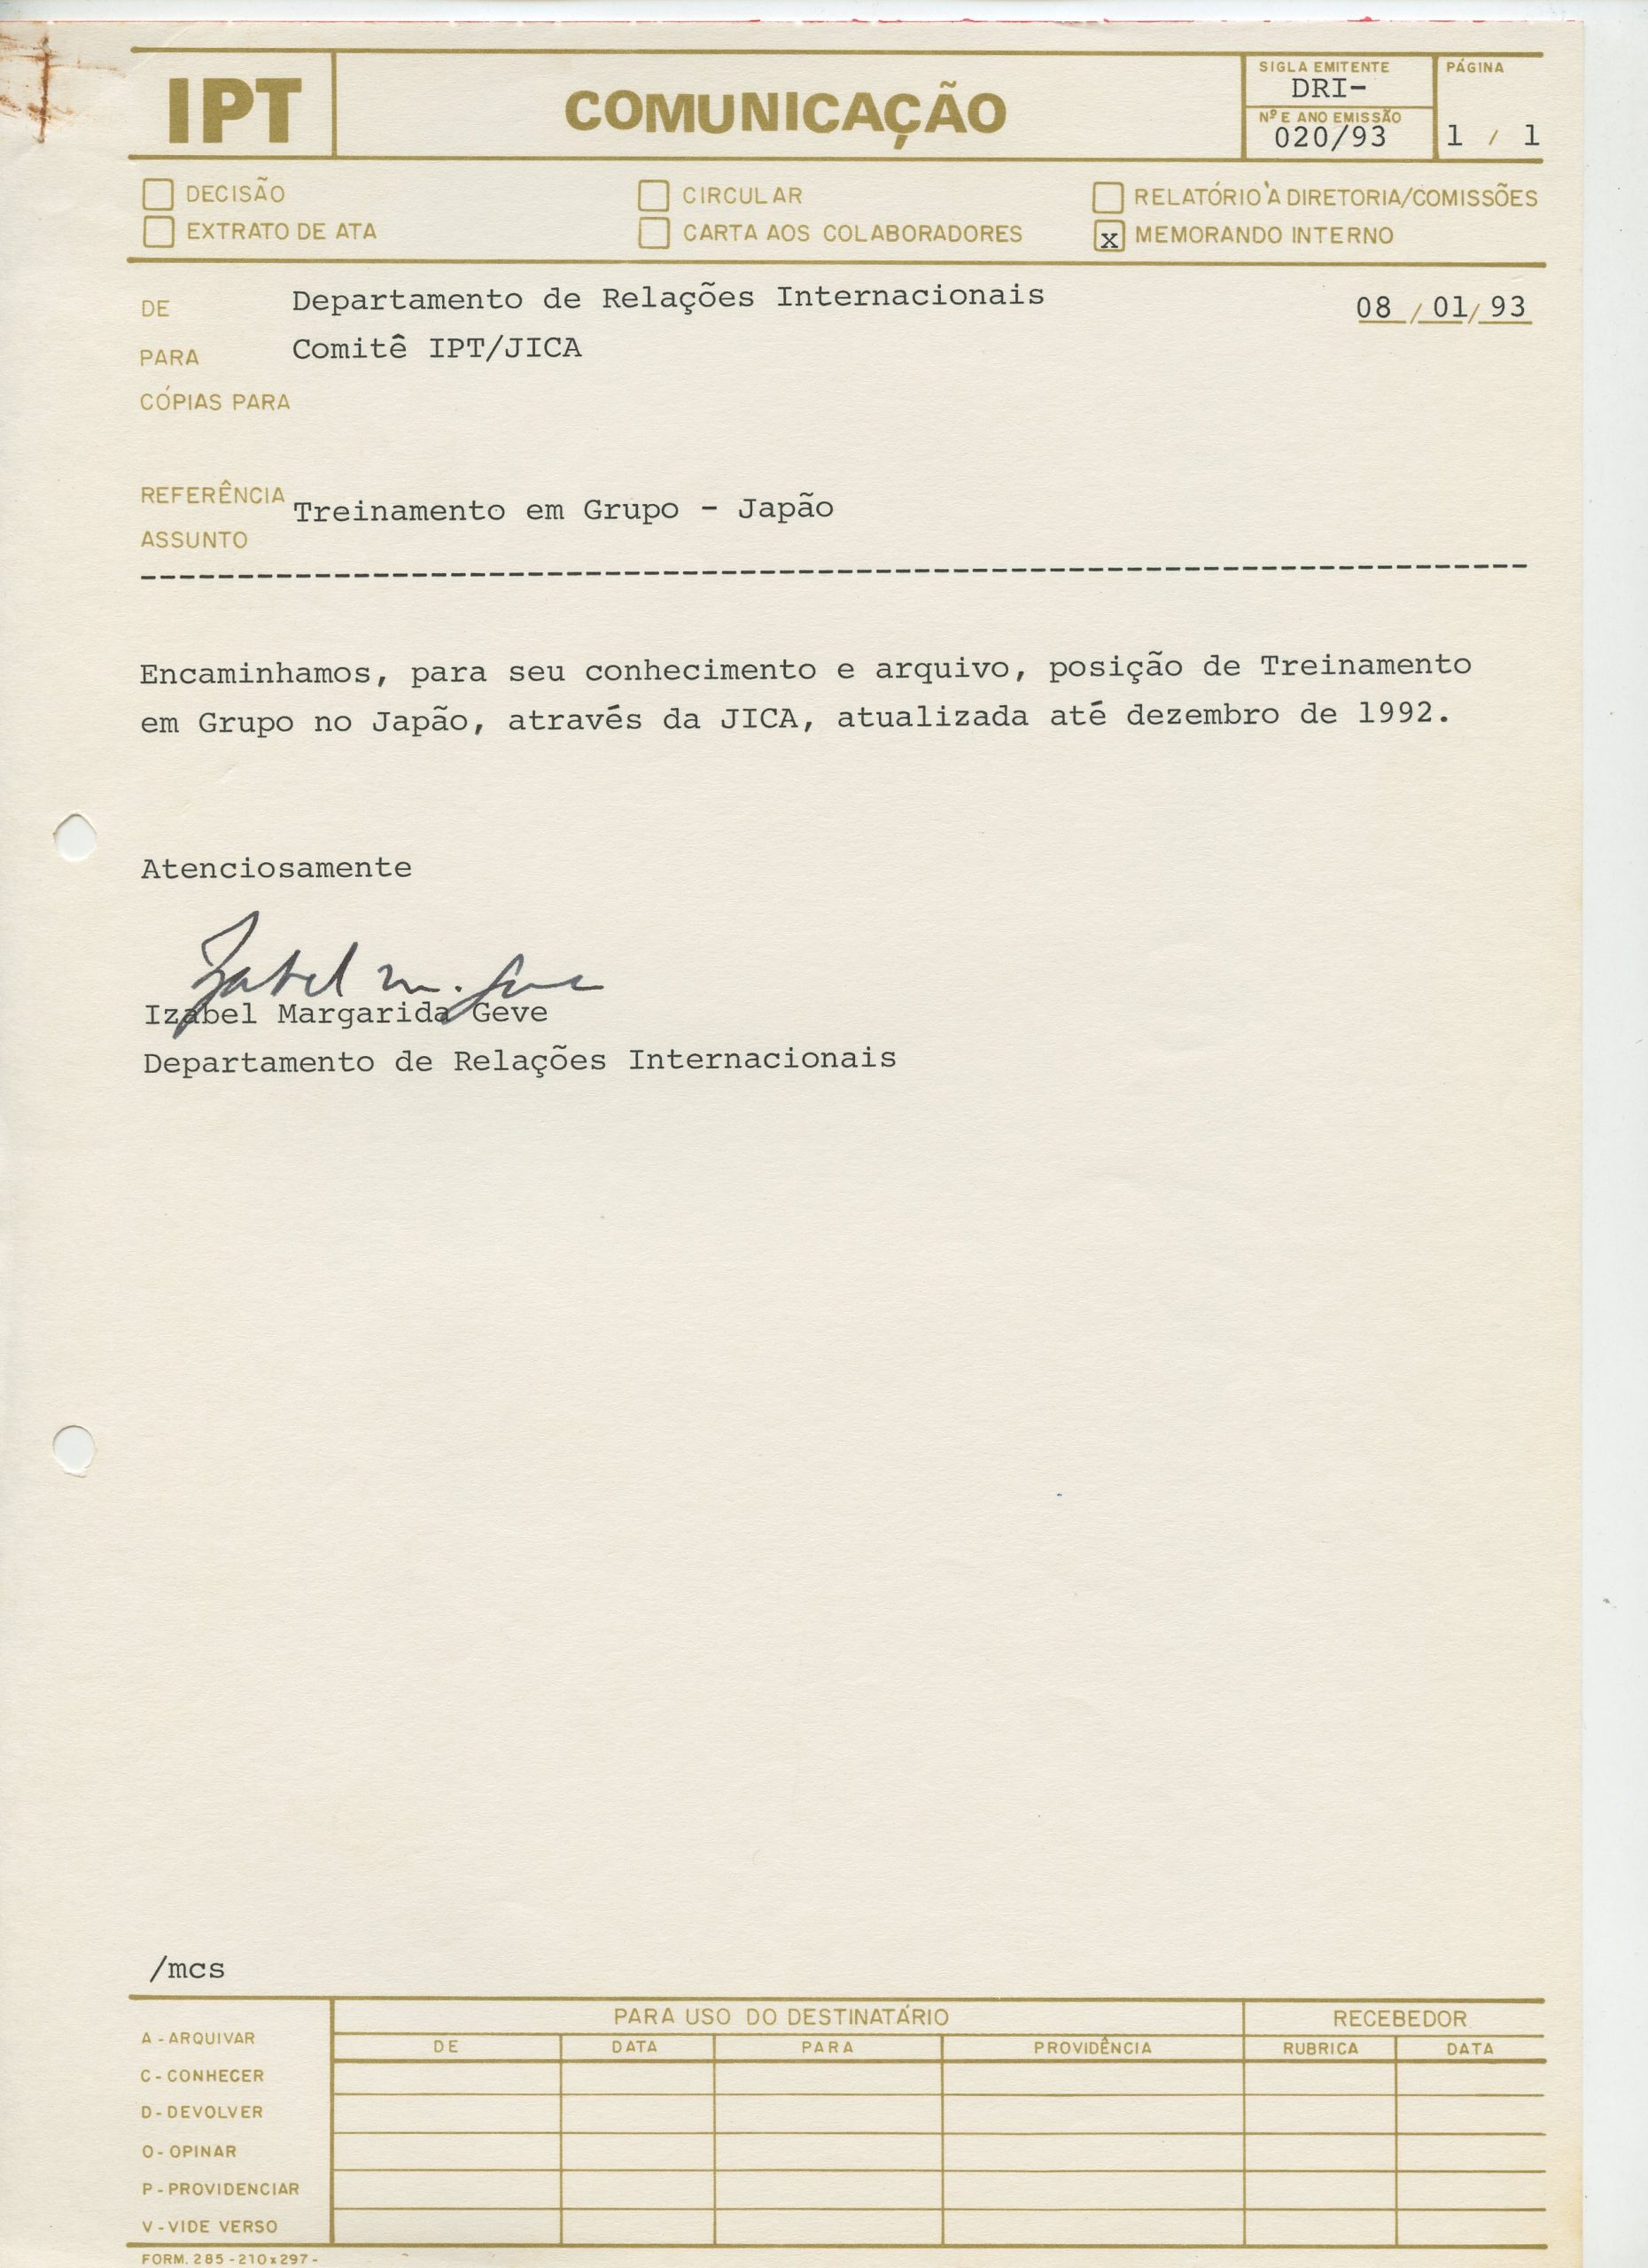 IPT
COMUNICAÇÃO
SIGLA EMITENTE
DRI-
Nº E ANO EMISSÃO
020/93
PÁGINA
1 / 1
DECISÃO
CIRCULAR
RELATÓRIO À DIRETORIA/COMISSÕES
EXTRATO DE ATA
CARTA AOS COLABORADORES
x MEMORANDO INTERNO
DE Departamento de Relações Internacionais 08/01/93
PARA Comitê IPT/JICA
CÓPIAS PARA
REFERÊNCIA
Treinamento em Grupo - Japão
ASSUNTO
Encaminhamos, para seu conhecimento e arquivo, posição de Treinamento
em Grupo no Japão, através da JICA, atualizada até dezembro de 1992.
Atenciosamente
Izabel M. Geve
Izabel Margarida Geve
Departamento de Relações Internacionais
/mcs
PARA USO DO DESTINATÁRIO RECEBEDOR
DE DATA PARA PROVIDÊNCIA RUBRICA DATA
A - ARQUIVAR
C - CONHECER
D - DEVOLVER
O - OPINAR
P - PROVIDENCIAR
V - VIDE VERSO
FORM. 285 - 210x297 -